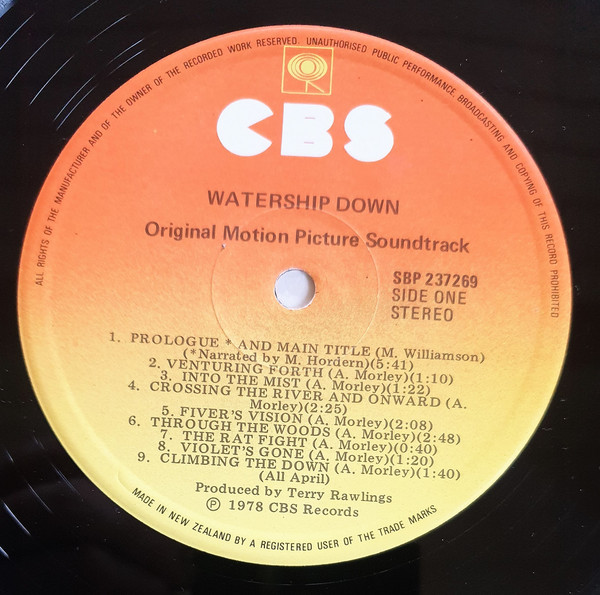 ALL RIGHTS OF THE MANUFACTURER AND OF THE OWNER OF THE RECORDED WORK RESERVED. UNAUTHORISED PUBLIC PERFORMANCE, BROADCASTING AND COPYING OF THIS RECORD PROHIBITED
CBS
WATERSHIP DOWN
Original Motion Picture Soundtrack
SBP 237269
SIDE ONE
STEREO
1. PROLOGUE * AND MAIN TITLE (M. Williamson)
(*Narrated by M. Hordern)(5:41)
2. VENTURING FORTH (A. Morley)(1:10)
3. INTO THE MIST (A. Morley)(1:22)
4. CROSSING THE RIVER AND ONWARD (A.
Morley)(2:25)
5. FIVER'S VISION (A. Morley)(2:08)
6. THROUGH THE WOODS (A. Morley)(2:48)
7. THE RAT FIGHT (A. Morley)(0:40)
8. VIOLET'S GONE (A. Morley)(1:20)
9. CLIMBING THE DOWN (A. Morley)(1:40)
(All April)
Produced by Terry Rawlings
℗ 1978 CBS Records
MADE IN NEW ZEALAND BY A REGISTERED USER OF THE TRADE MARKS